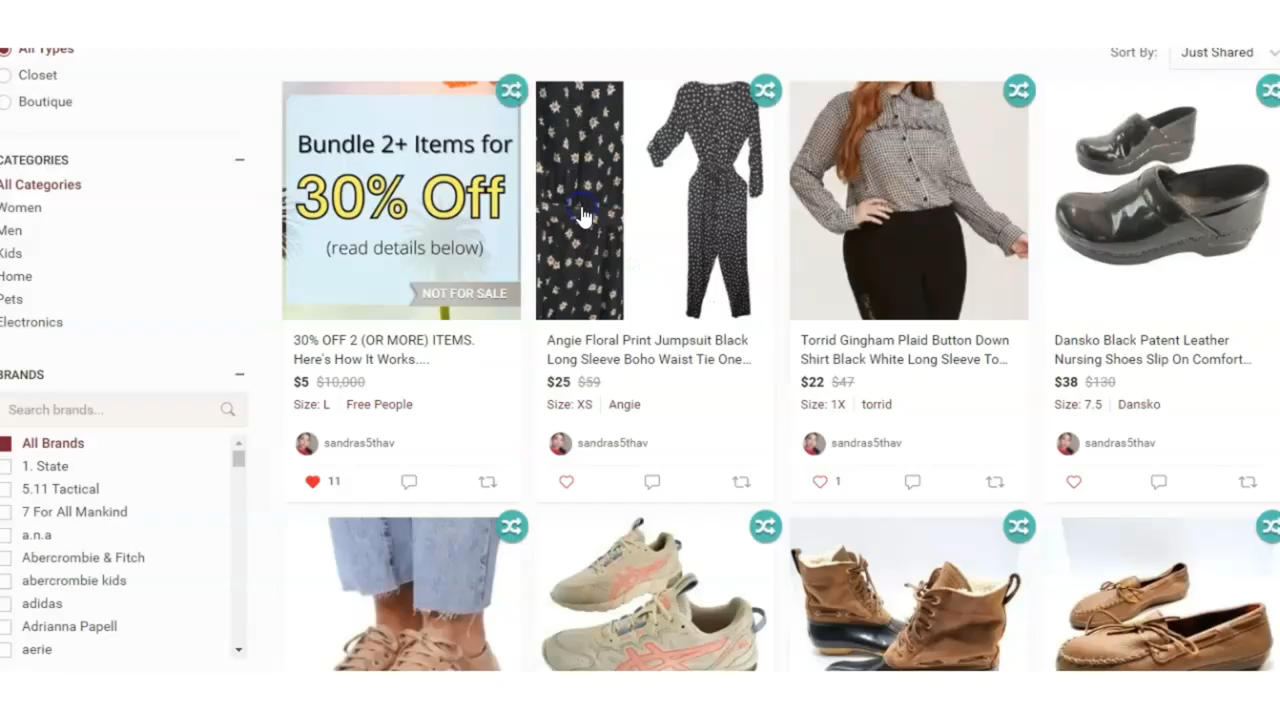 All Types
Sort By: Just Shared
Closet
Boutique
CATEGORIES
All Categories
Women
Men
Kids
Home
Pets
Electronics
BRANDS
Search brands...
All Brands
1. State
5.11 Tactical
7 For All Mankind
a.n.a
Abercrombie & Fitch
abercrombie kids
adidas
Adrianna Papell
aerie
Bundle 2+ Items for
30% Off
(read details below)
NOT FOR SALE
30% OFF 2 (OR MORE) ITEMS.
Here's How It Works....
$5 $10,000
Size: L Free People
sandras5thav
11
Angie Floral Print Jumpsuit Black
Long Sleeve Boho Waist Tie One...
$25 $59
Size: XS Angie
sandras5thav
Torrid Gingham Plaid Button Down
Shirt Black White Long Sleeve To...
$22 $47
Size: 1X torrid
sandras5thav
1
Dansko Black Patent Leather
Nursing Shoes Slip On Comfort...
$38 $130
Size: 7.5 Dansko
sandras5thav